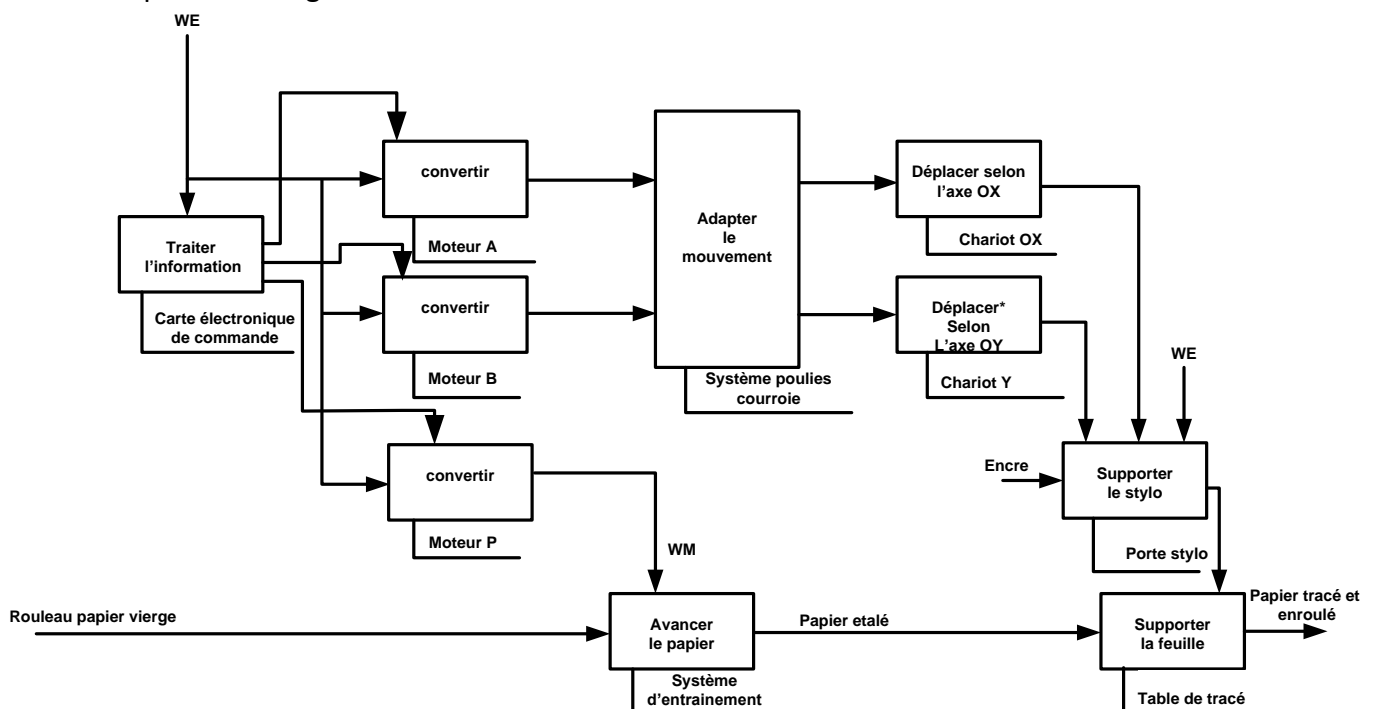 WE
convertir
Déplacer selon
l'axe OX
Adapter
le
mouvement
Traiter
l'information
Moteur A
Chariot OX
convertir
Déplacer*
Selon
L'axe OY
Carte électronique
de commande
WE
Moteur B
Système poulies
courroie
Chariot Y
Encre
Supporter
le stylo
convertir
Moteur P
WM
Porte stylo
Rouleau papier vierge
Avancer
le papier
Papier etalé
Supporter
la feuille
Papier tracé et
enroulé
Système
d'entrainement
Table de tracé